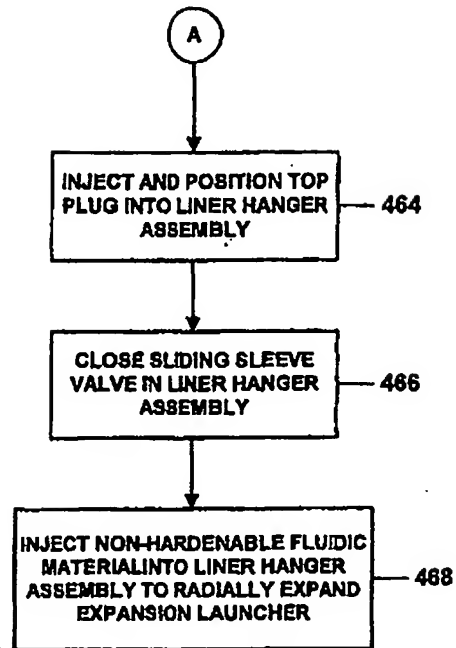 A
INJECT AND POSITION TOP
PLUG INTO LINER HANGER
ASSEMBLY
464
CLOSE SLIDING SLEEVE
VALVE IN LINER HANGER
ASSEMBLY
466
INJECT NON-HARDENABLE FLUIDIC
MATERIALINTO LINER HANGER
ASSEMBLY TO RADIALLY EXPAND
EXPANSION LAUNCHER
468